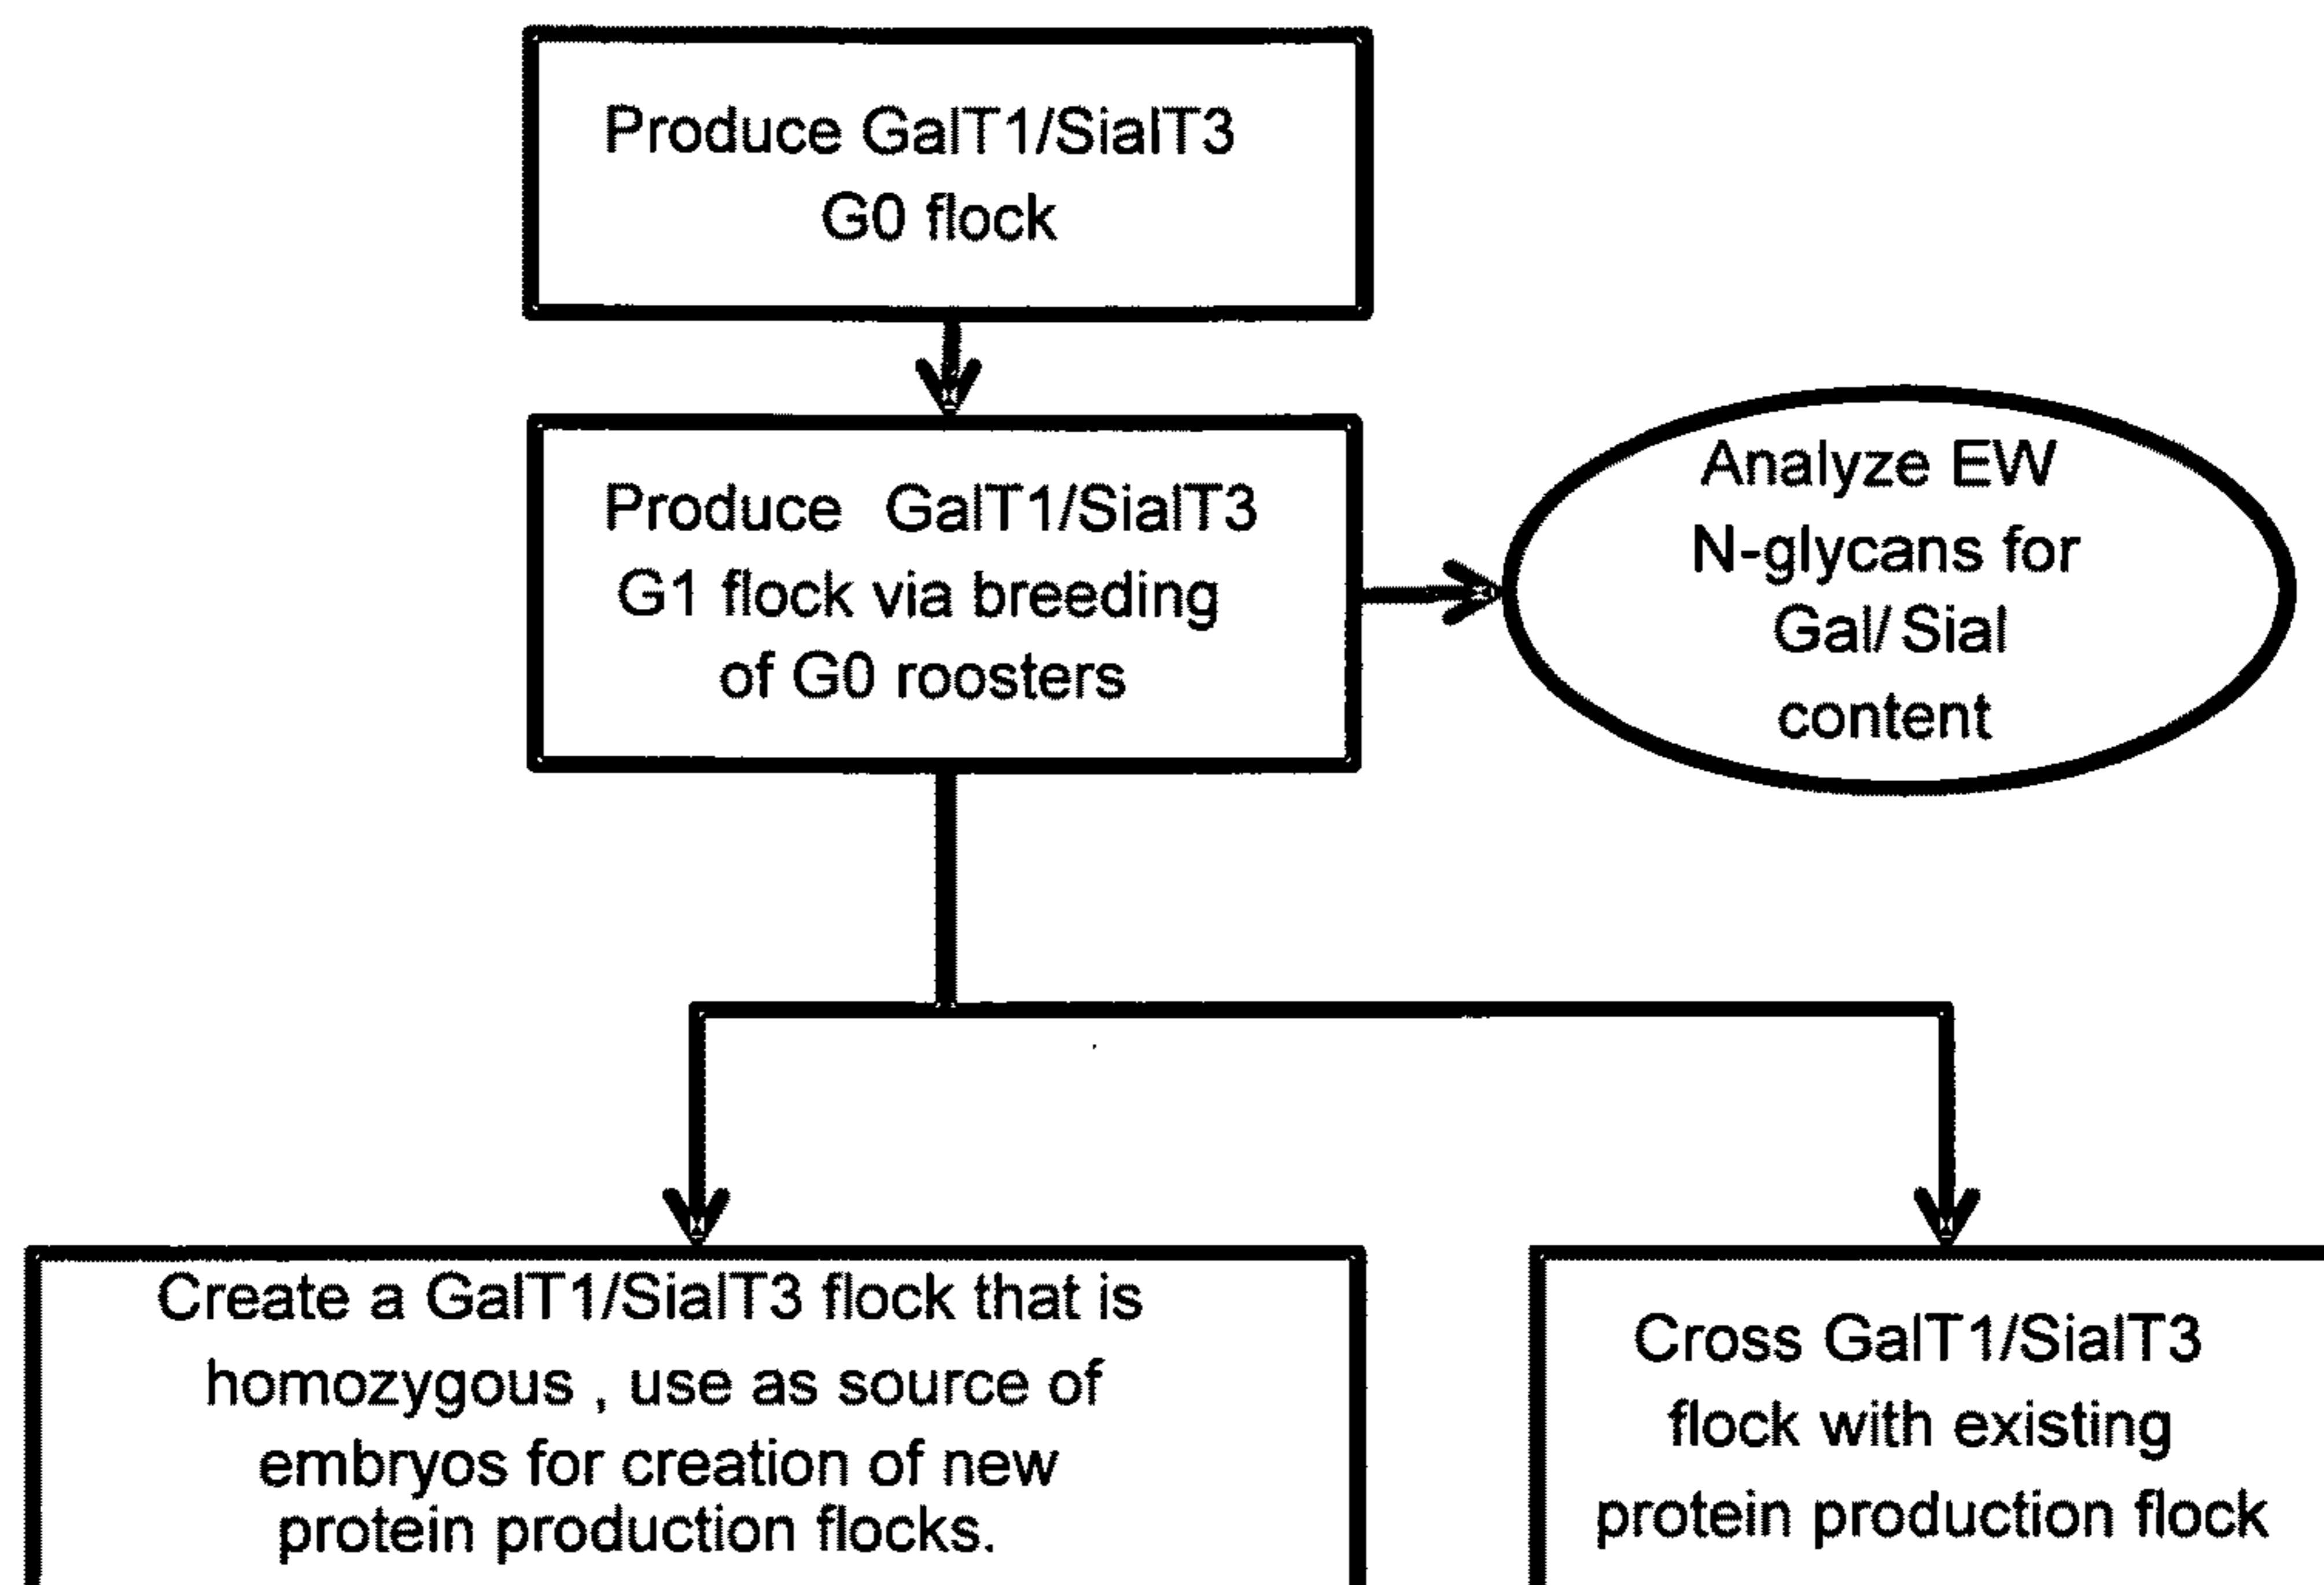 Produce GalT1/SialT3
G0 flock
Produce GalT1/SialT3
G1 flock via breeding
of G0 roosters
Analyze EW
N-glycans for
Gal/ Sial
content
Create a GalT1/SialT3 flock that is
homozygous , use as source of
embryos for creation of new
protein production flocks.
Cross GalT1/SialT3
flock with existing
protein production flock